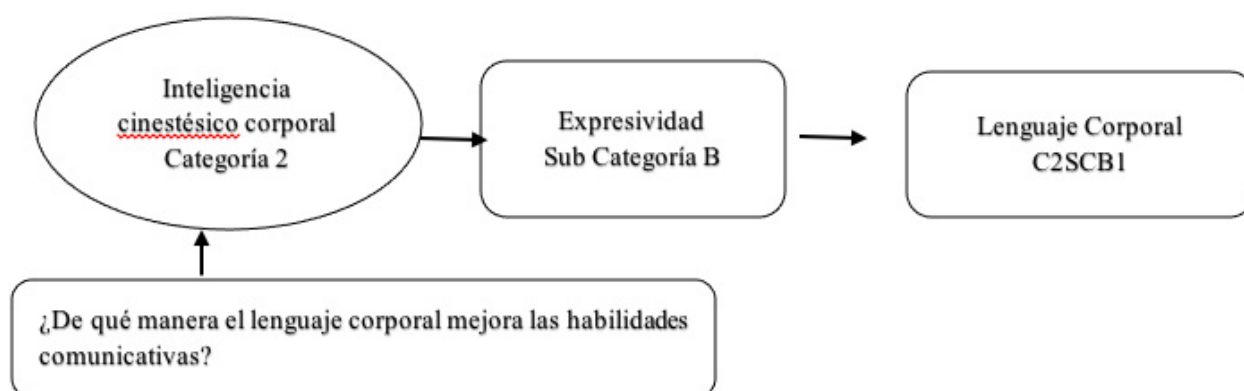 Inteligencia
cinestésico corporal
Categoría 2
Expresividad
Sub Categoría B
Lenguaje Corporal
C2SCB1
¿De qué manera el lenguaje corporal mejora las habilidades
comunicativas?